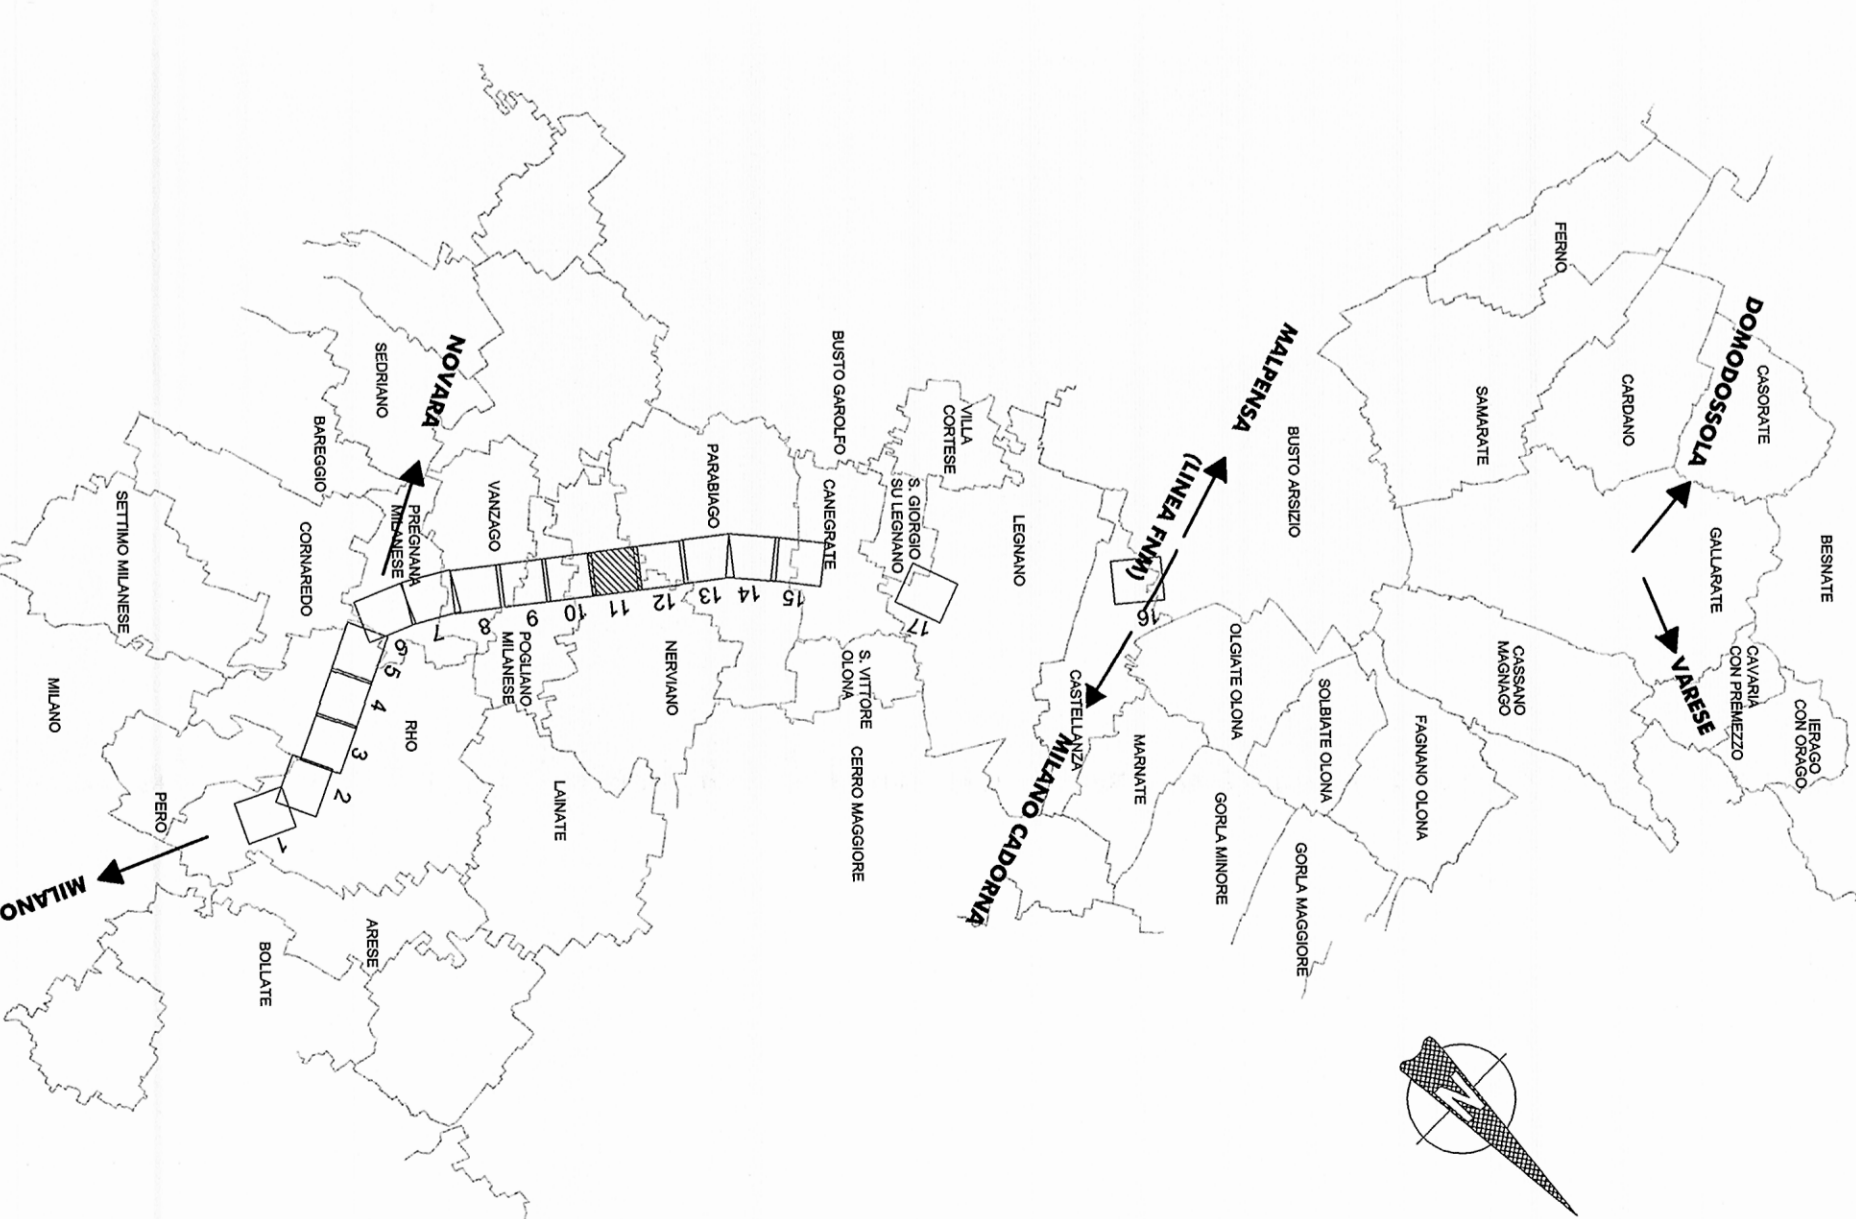 FERNO
DOMODOSSOLA
CASORATE
CARDANO
SAMARATE
MALPENSA
(LINEA FNM)
BUSTO ARSIZIO
GALLARATE
BESNATE
VARESE
CAVARIA
CON PREMEZZO
IERAGO
CON ORAGO
CASSANO
MAGNAGO
FAGNANO OLONA
SOLBIATE OLONA
OLGIATE OLONA
GORLA MINORE
GORLA MAGGIORE
MARNATE
CASTELLANZA
MILANO CADORNA
LEGNANO
VILLA
CORTESE
BUSTO GAROLFO
S. GIORGIO
SU LEGNANO
CANEGRATE
PARABIAGO
S. VITTORE
OLONA
CERRO MAGGIORE
NERVIANO
LAINATE
POGLIANO
MILANESE
VANZAGO
PREGNANA
MILANESE
NOVARA
SEDRIANO
BAREGGIO
CORNAREDO
SETTIMO MILANESE
MILANO
RHO
PERO
MILANO
ARESE
BOLLATE
1
2
3
4
5
6
7
8
9
10
11
12
13
14
15
16
17
N